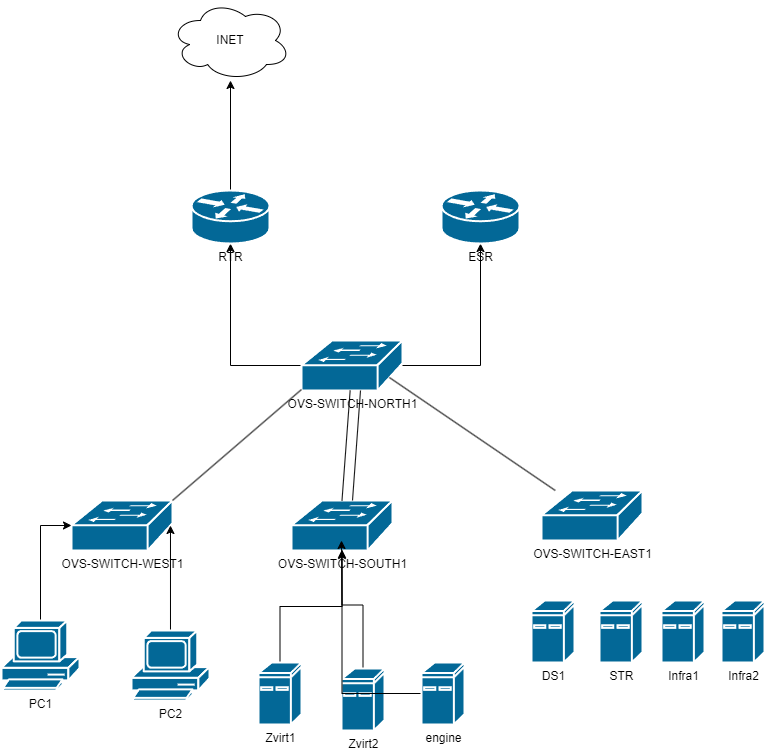 INET
RTR
ESR
OVS-SWITCH-NORTH1
OVS-SWITCH-WEST1
OVS-SWITCH-SOUTH1
OVS-SWITCH-EAST1
DS1
STR
Infra1
Infra2
PC1
PC2
Zvirt1
Zvirt2
engine